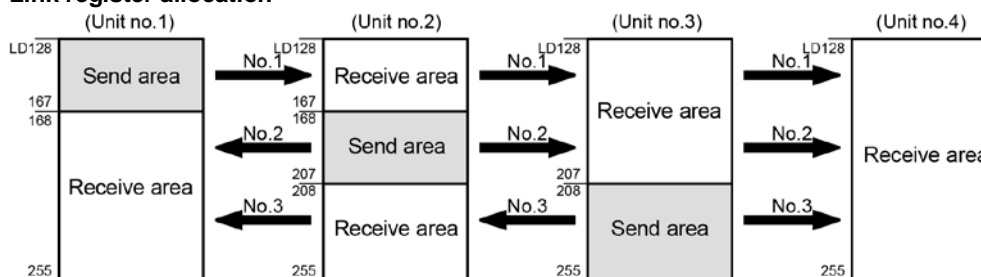 Link register allocation
(Unit no.1) (Unit no.2) (Unit no.3) (Unit no.4)
LD128 LD128 LD128 LD128
Send area No.1 Receive area No.1 No.1
167 167
168 168 Receive area
No.2 Send area No.2 No.2 Receive area
Receive area 207 207
208 208
No.3 Receive area No.3 Send area No.3
255 255 255 255